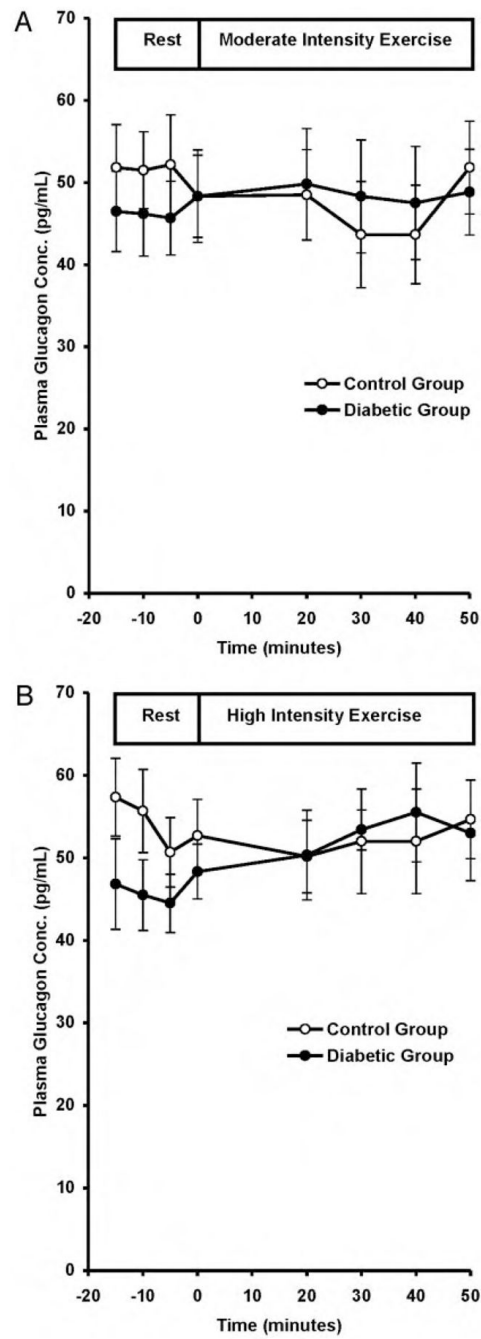 A
Rest Moderate Intensity Exercise
70
60
50
40
30
20
10
0
Plasma Glucagon Conc. (pg/mL)
Control Group
Diabetic Group
-20 -10 0 10 20 30 40 50
Time (minutes)
B
Rest High Intensity Exercise
70
60
50
40
30
20
10
0
Plasma Glucagon Conc. (pg/mL)
Control Group
Diabetic Group
-20 -10 0 10 20 30 40 50
Time (minutes)